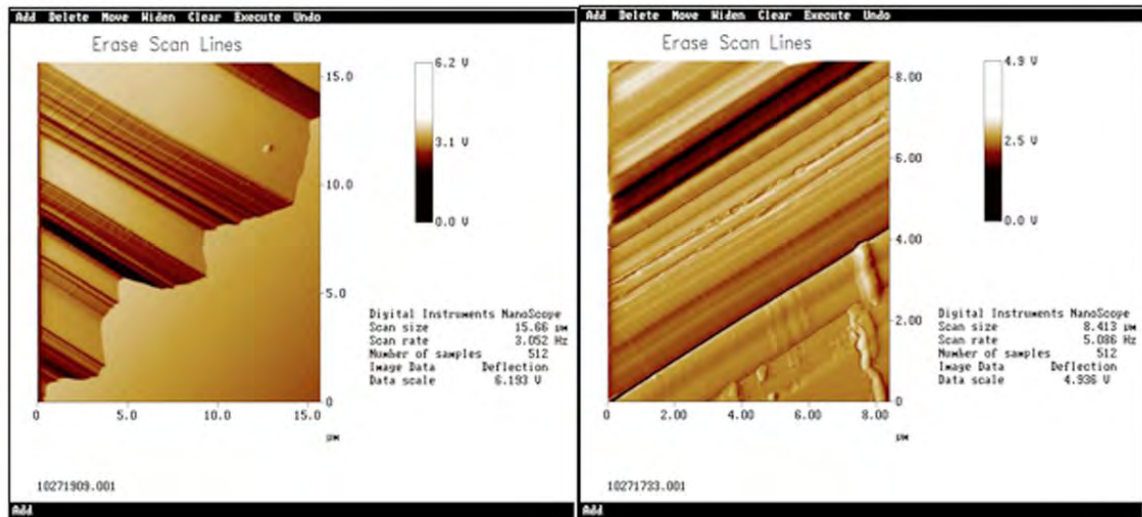 Add Delete Move Widen Clear Execute Undo
Erase Scan Lines
6.2 V
3.1 V
0.0 V
15.0
10.0
5.0
0
0 5.0 10.0 15.0
µm
Digital Instruments NanoScope
Scan size 15.66 µm
Scan rate 3.052 Hz
Number of samples 512
Image Data Deflection
Data scale 6.193 V
10271909.001
Add
Add Delete Move Widen Clear Execute Undo
Erase Scan Lines
4.9 V
2.5 V
0.0 V
8.00
6.00
4.00
2.00
0
0 2.00 4.00 6.00 8.00
µm
Digital Instruments NanoScope
Scan size 8.413 µm
Scan rate 5.086 Hz
Number of samples 512
Image Data Deflection
Data scale 4.936 V
10271733.001
Add